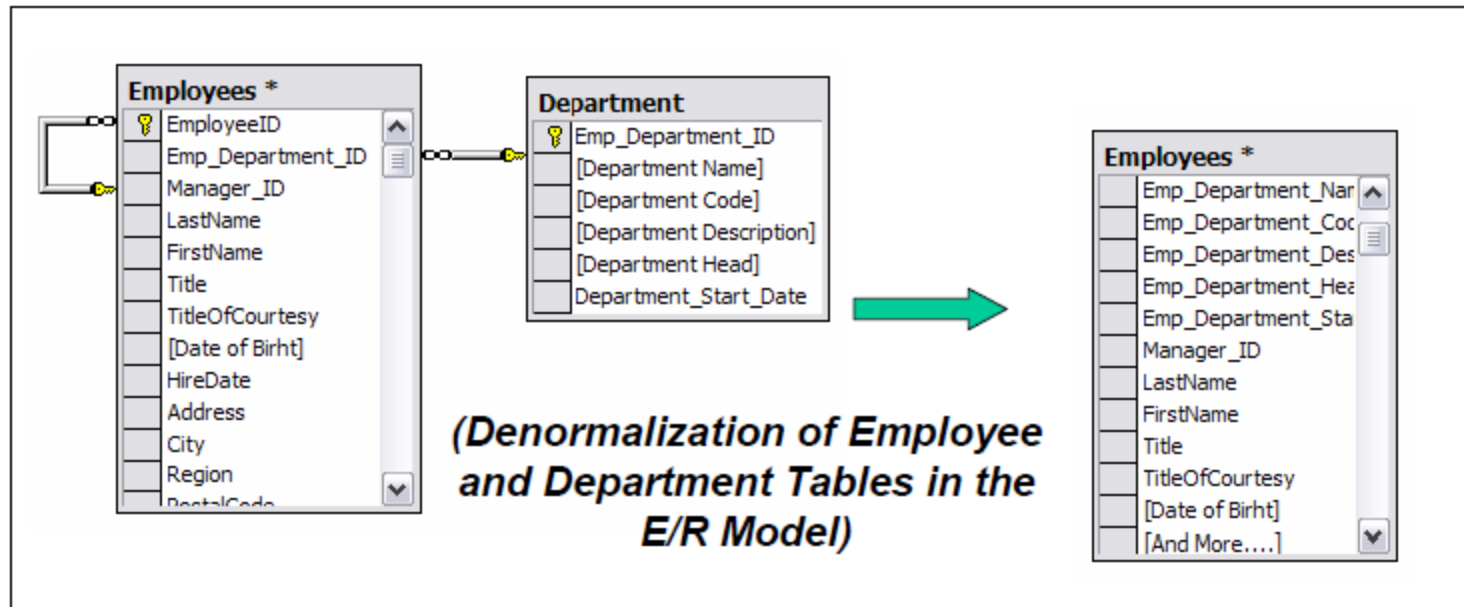 Employees *
EmployeeID
Emp_Department_ID
Manager_ID
LastName
FirstName
Title
TitleOfCourtesy
[Date of Birht]
HireDate
Address
City
Region
PostalCode
Department
Emp_Department_ID
[Department Name]
[Department Code]
[Department Description]
[Department Head]
Department_Start_Date
(Denormalization of Employee
and Department Tables in the
E/R Model)
Employees *
Emp_Department_Nar
Emp_Department_Coc
Emp_Department_Des
Emp_Department_Hea
Emp_Department_Sta
Manager_ID
LastName
FirstName
Title
TitleOfCourtesy
[Date of Birht]
[And More....]